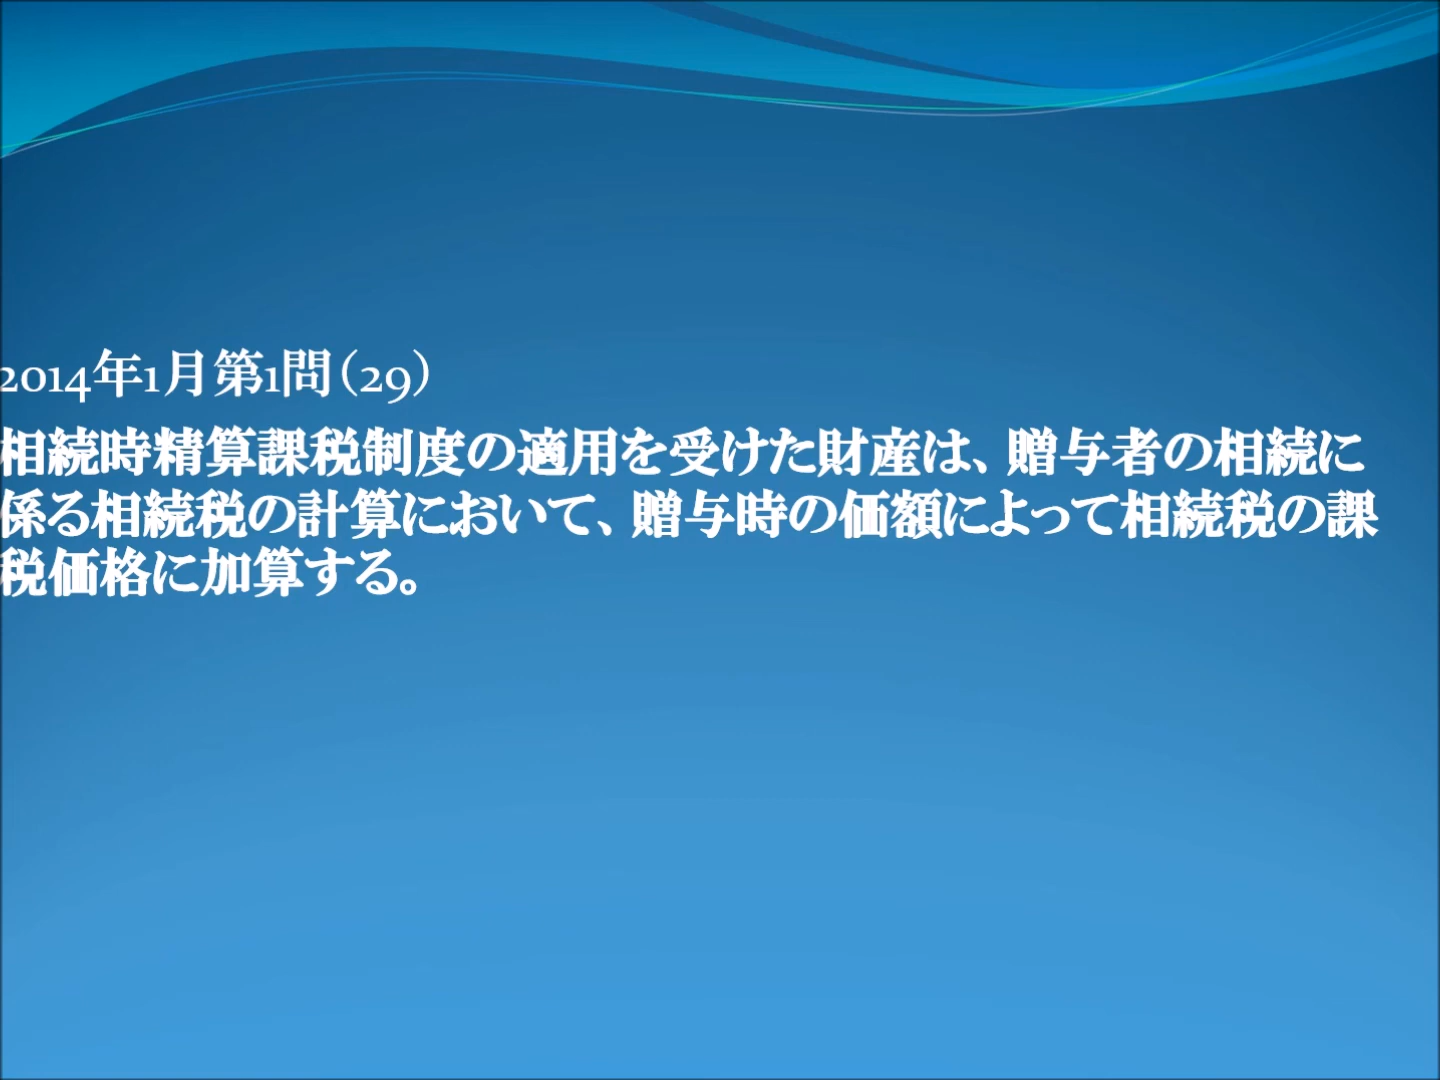 2014年1月第1問（29）
相続時精算課税制度の適用を受けた財産は、贈与者の相続に
係る相続税の計算において、贈与時の価額によって相続税の課
税価格に加算する。